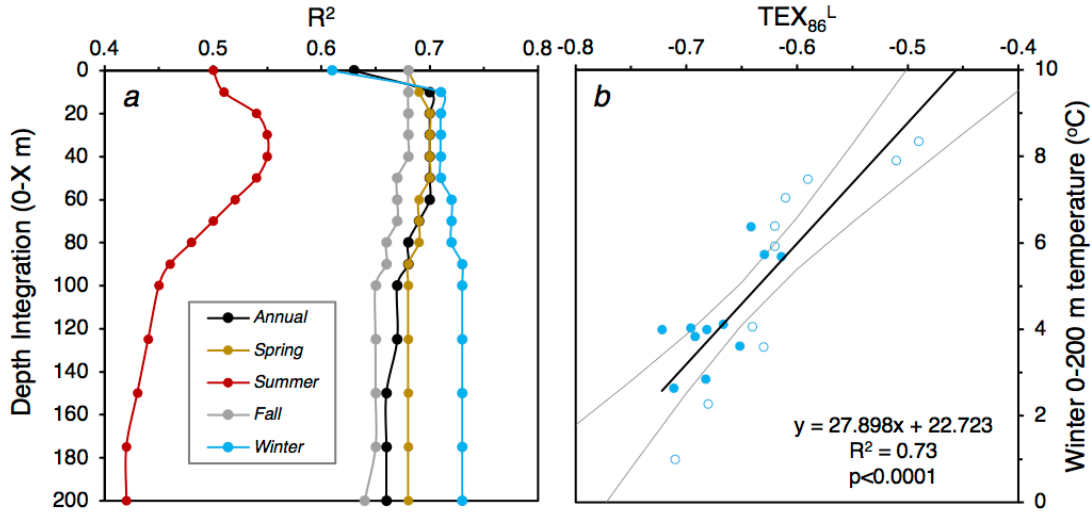 R²
0.4 0.5 0.6 0.7 0.8
Depth Integration (0-X m)
0
20
40
60
80
100
120
140
160
180
200
a
Annual
Spring
Summer
Fall
Winter
TEX₈₆ᴸ
-0.8 -0.7 -0.6 -0.5 -0.4
b
10
8
6
4
2
0
Winter 0-200 m temperature (°C)
y = 27.898x + 22.723
R² = 0.73
p<0.0001